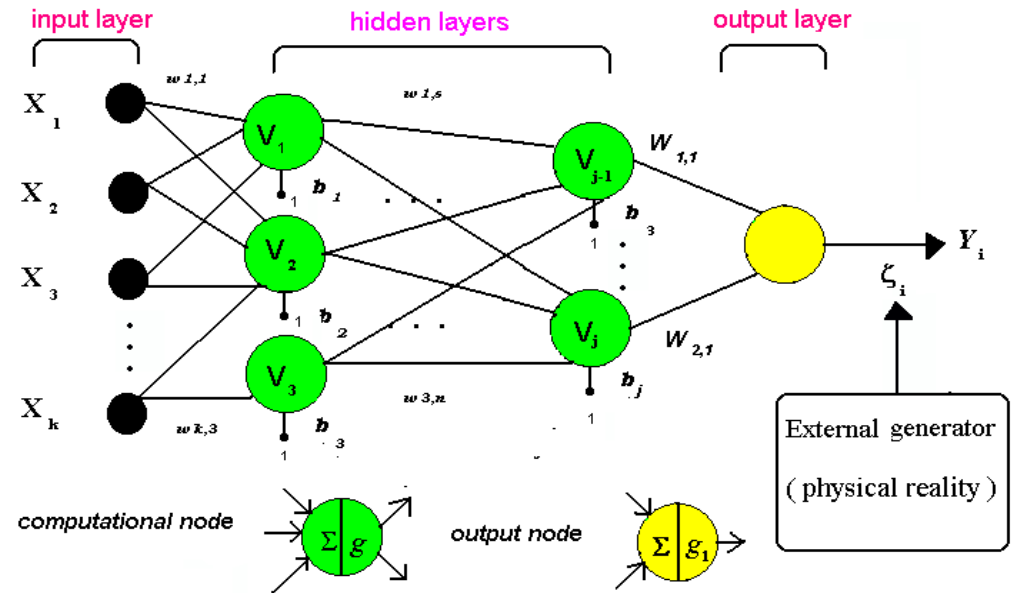 input layer
hidden layers
output layer
w 1,1
w 1,s
X 1
X 2
X 3
X k
V 1
V 2
V 3
V j-1
V j
1
b 1
1
b 2
1
b 3
1
b 3
1
b j
. . .
. . .
w k,3
w 3,n
W 1,1
W 2,1
Y i
ζ i
External generator
( physical reality )
computational node
Σ g
output node
Σ g 1